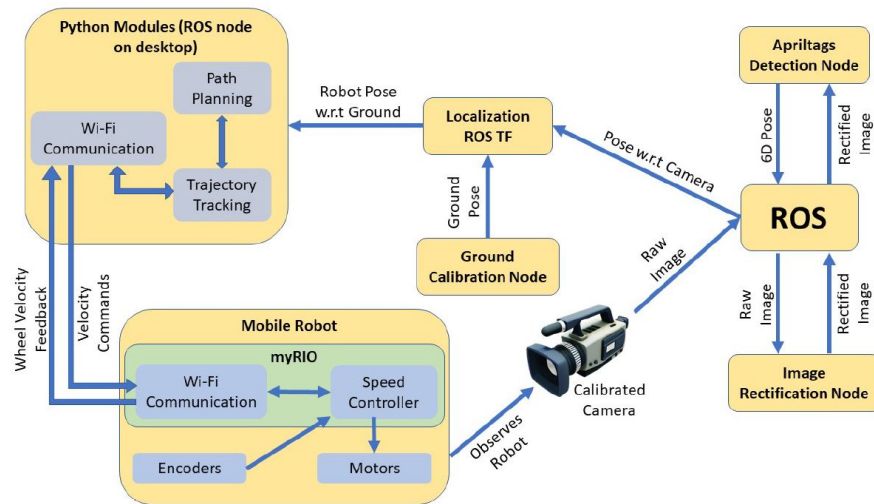 Python Modules (ROS node
on desktop)
Path
Planning
Wi-Fi
Communication
Trajectory
Tracking
Robot Pose
w.r.t Ground
Localization
ROS TF
Ground
Pose
Ground
Calibration Node
Pose w.r.t Camera
Apriltags
Detection Node
6D Pose
Rectified
Image
ROS
Raw
Image
Rectified
Image
Image
Rectification Node
Raw
Image
Calibrated
Camera
Observes
Robot
Wheel Velocity
Feedback
Velocity
Commands
Mobile Robot
myRIO
Wi-Fi
Communication
Speed
Controller
Encoders
Motors